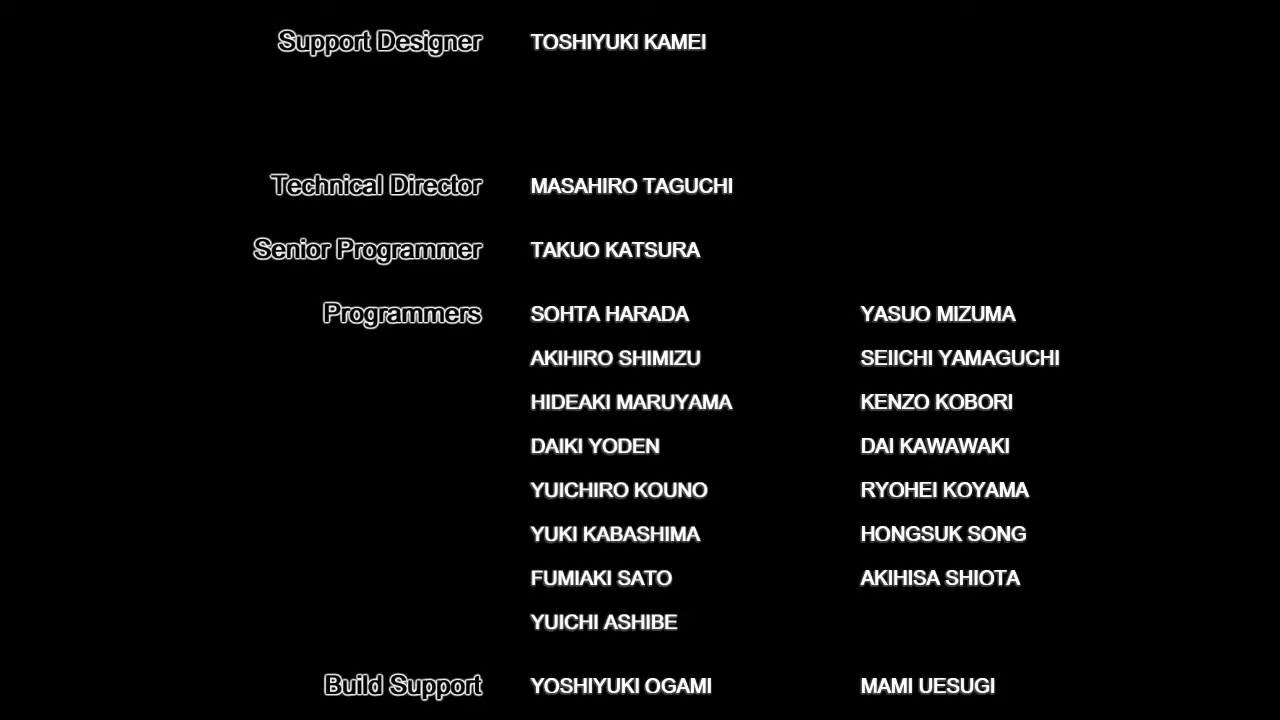 Support Designer TOSHIYUKI KAMEI
Technical Director MASAHIRO TAGUCHI
Senior Programmer TAKUO KATSURA
Programmers SOHTA HARADA YASUO MIZUMA
AKIHIRO SHIMIZU SEIICHI YAMAGUCHI
HIDEAKI MARUYAMA KENZO KOBORI
DAIKI YODEN DAI KAWAWAKI
YUICHIRO KOUNO RYOHEI KOYAMA
YUKI KABASHIMA HONGSUK SONG
FUMIAKI SATO AKIHISA SHIOTA
YUICHI ASHIBE
Build Support YOSHIYUKI OGAMI MAMI UESUGI